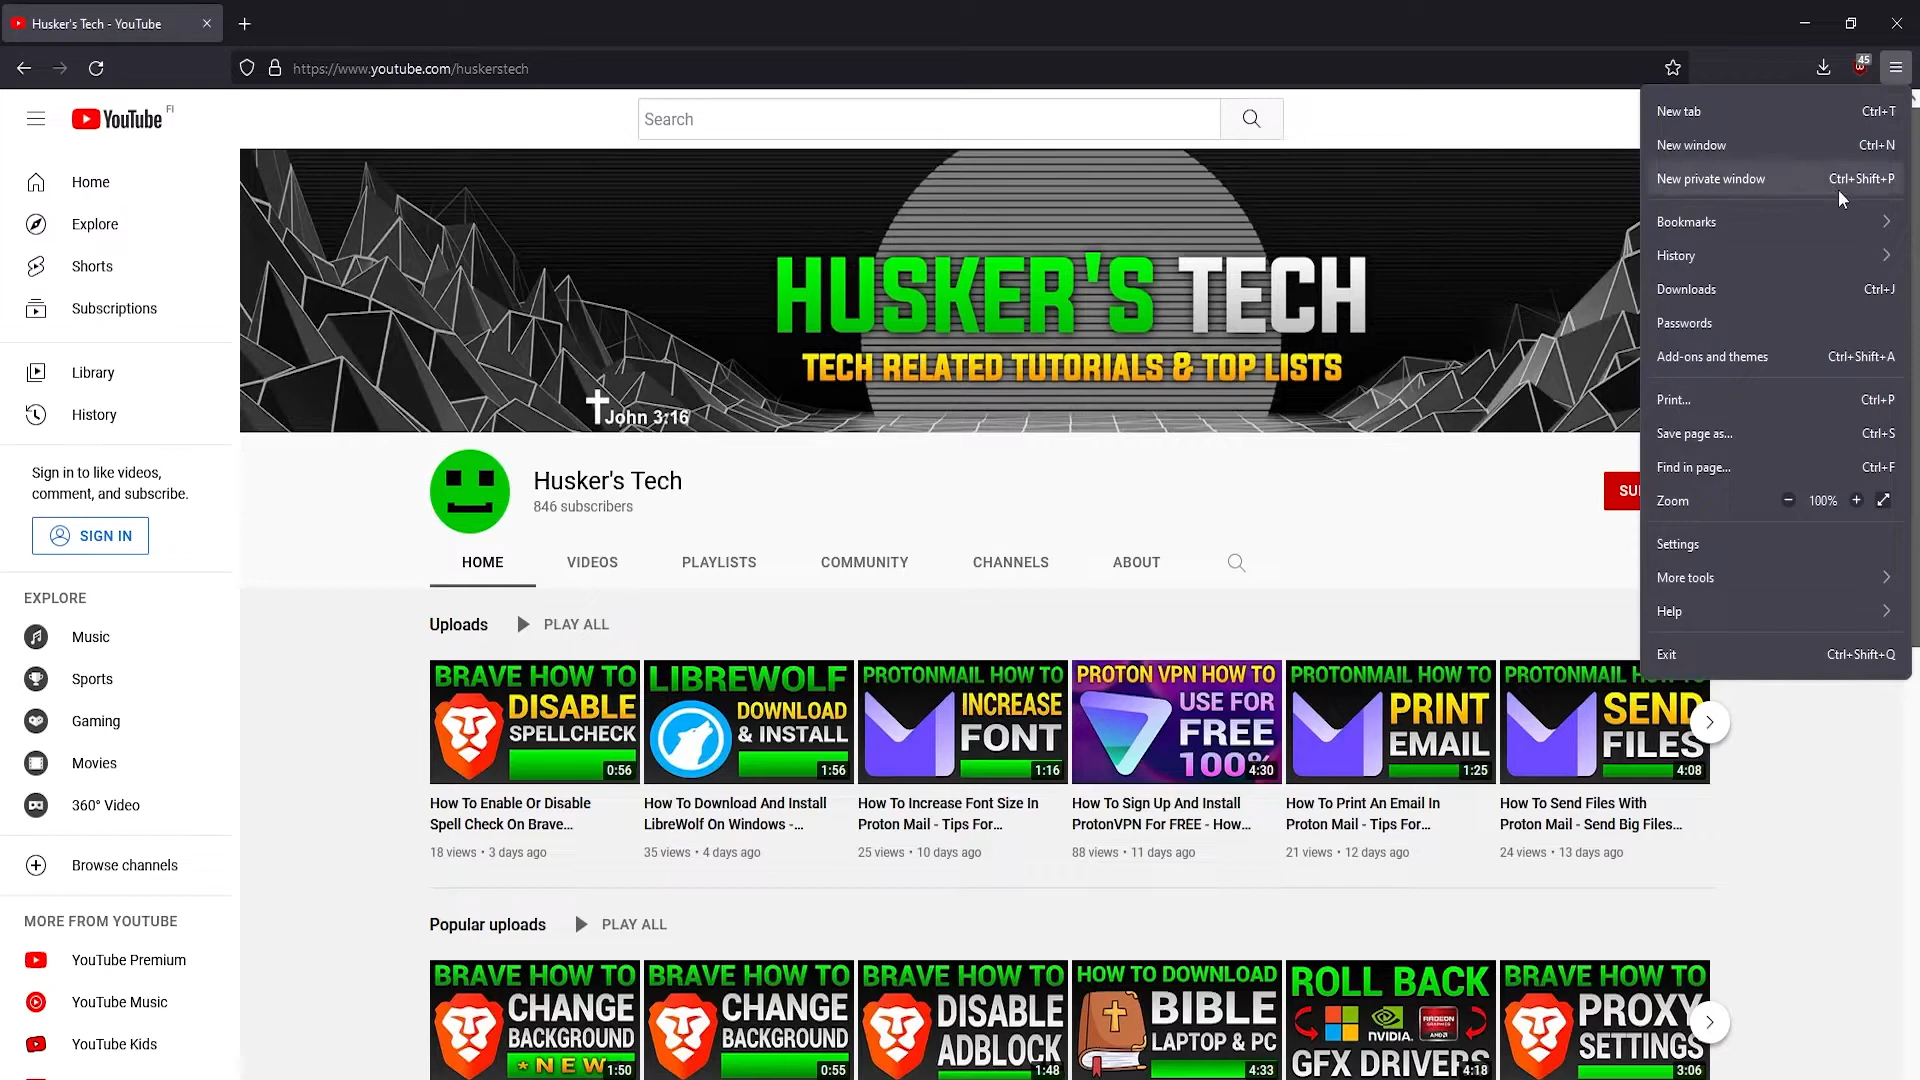 Husker's Tech - YouTube
https://www.youtube.com/huskerstech
45
YouTube FI
Search
Home
Explore
Shorts
Subscriptions
Library
History
Sign in to like videos,
comment, and subscribe.
SIGN IN
EXPLORE
Music
Sports
Gaming
Movies
360° Video
Browse channels
MORE FROM YOUTUBE
YouTube Premium
YouTube Music
YouTube Kids
HUSKER'S TECH
TECH RELATED TUTORIALS & TOP LISTS
John 3:16
Husker's Tech
846 subscribers
SU
HOME VIDEOS PLAYLISTS COMMUNITY CHANNELS ABOUT
Uploads PLAY ALL
BRAVE HOW TO
DISABLE
SPELLCHECK
0:56
How To Enable Or Disable
Spell Check On Brave...
18 views • 3 days ago
LIBREWOLF
DOWNLOAD
& INSTALL
1:56
How To Download And Install
LibreWolf On Windows -...
35 views • 4 days ago
PROTONMAIL HOW TO
INCREASE
FONT
1:16
How To Increase Font Size In
Proton Mail - Tips For...
25 views • 10 days ago
PROTON VPN HOW TO
USE FOR
FREE
100%
4:30
How To Sign Up And Install
ProtonVPN For FREE - How...
88 views • 11 days ago
PROTONMAIL HOW TO
PRINT
EMAIL
1:25
How To Print An Email In
Proton Mail - Tips For...
21 views • 12 days ago
PROTONMAIL HOW TO
SEND
FILES
4:08
How To Send Files With
Proton Mail - Send Big Files...
24 views • 13 days ago
Popular uploads PLAY ALL
BRAVE HOW TO
CHANGE
BACKGROUND
*NEW
1:50
BRAVE HOW TO
CHANGE
BACKGROUND
0:55
BRAVE HOW TO
DISABLE
ADBLOCK
1:48
HOW TO DOWNLOAD
BIBLE
LAPTOP & PC
4:33
ROLL BACK
NVIDIA.
RADEON
GRAPHICS
AMD
GFX DRIVERS
4:18
BRAVE HOW TO
PROXY
SETTINGS
3:06
New tab Ctrl+T
New window Ctrl+N
New private window Ctrl+Shift+P
Bookmarks
History
Downloads Ctrl+J
Passwords
Add-ons and themes Ctrl+Shift+A
Print... Ctrl+P
Save page as... Ctrl+S
Find in page... Ctrl+F
Zoom 100%
Settings
More tools
Help
Exit Ctrl+Shift+Q